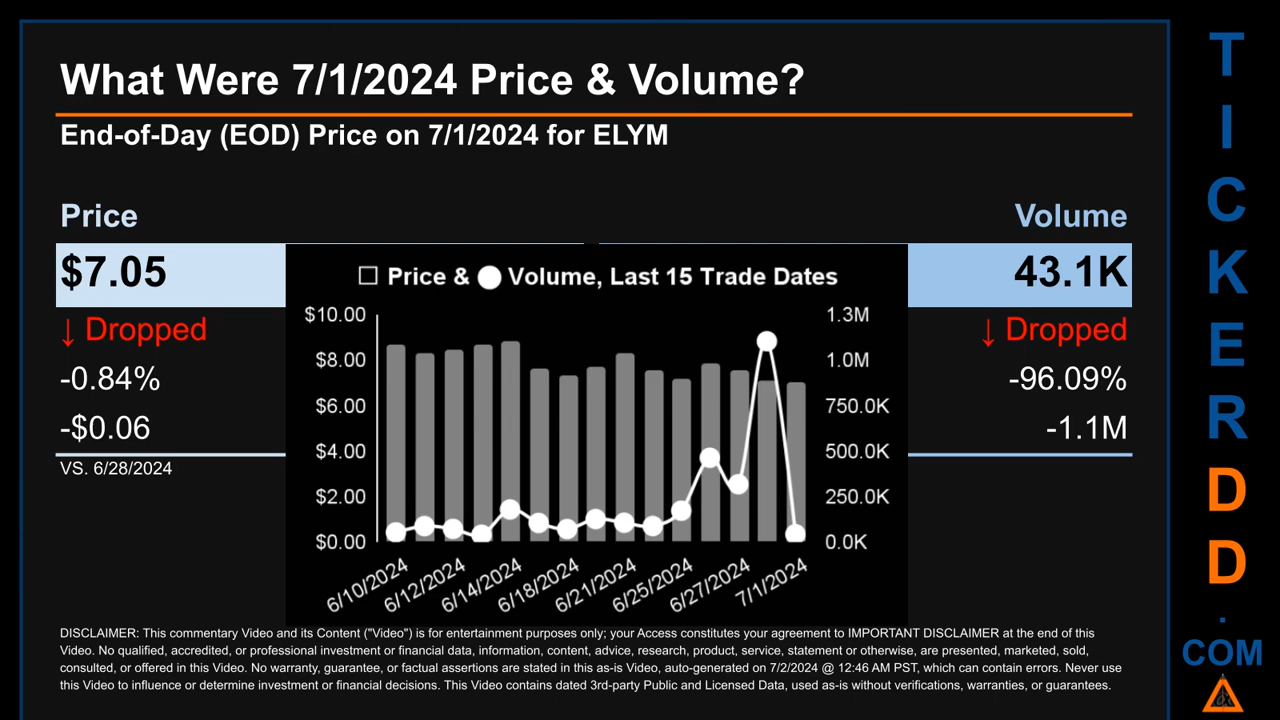 What Were 7/1/2024 Price & Volume?
End-of-Day (EOD) Price on 7/1/2024 for ELYM
Price
Volume
$7.05
43.1K
↓ Dropped
↓ Dropped
-0.84%
-96.09%
-$0.06
-1.1M
VS. 6/28/2024
Price & Volume, Last 15 Trade Dates
$10.00
$8.00
$6.00
$4.00
$2.00
$0.00
1.3M
1.0M
750.0K
500.0K
250.0K
0.0K
6/10/2024 6/12/2024 6/14/2024 6/18/2024 6/21/2024 6/25/2024 6/27/2024 7/1/2024
DISCLAIMER: This commentary Video and its Content ("Video") is for entertainment purposes only; your Access constitutes your agreement to IMPORTANT DISCLAIMER at the end of this
Video. No qualified, accredited, or professional investment or financial data, information, content, advice, research, product, service, statement or otherwise, are presented, marketed, sold,
consulted, or offered in this Video. No warranty, guarantee, or factual assertions are stated in this as-is Video, auto-generated on 7/2/2024 @ 12:46 AM PST, which can contain errors. Never use
this Video to influence or determine investment or financial decisions. This Video contains dated 3rd-party Public and Licensed Data, used as-is without verifications, warranties, or guarantees.
TICKERDD
.
COM